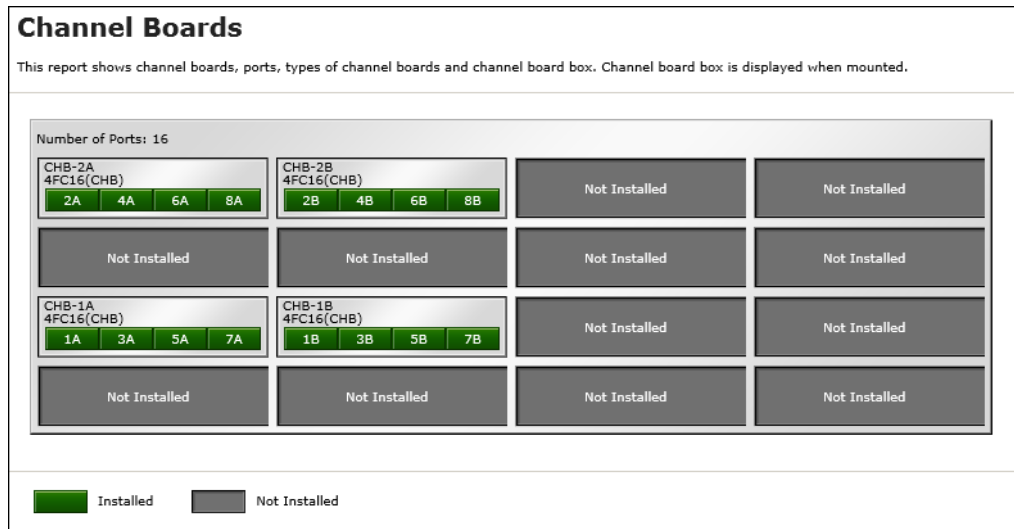 Channel Boards
This report shows channel boards, ports, types of channel boards and channel board box. Channel board box is displayed when mounted.
Number of Ports: 16
CHB-2A
4FC16(CHB)
2A 4A 6A 8A
CHB-2B
4FC16(CHB)
2B 4B 6B 8B
Not Installed
Not Installed
Not Installed
Not Installed
Not Installed
Not Installed
CHB-1A
4FC16(CHB)
1A 3A 5A 7A
CHB-1B
4FC16(CHB)
1B 3B 5B 7B
Not Installed
Not Installed
Not Installed
Not Installed
Not Installed
Not Installed
Installed
Not Installed